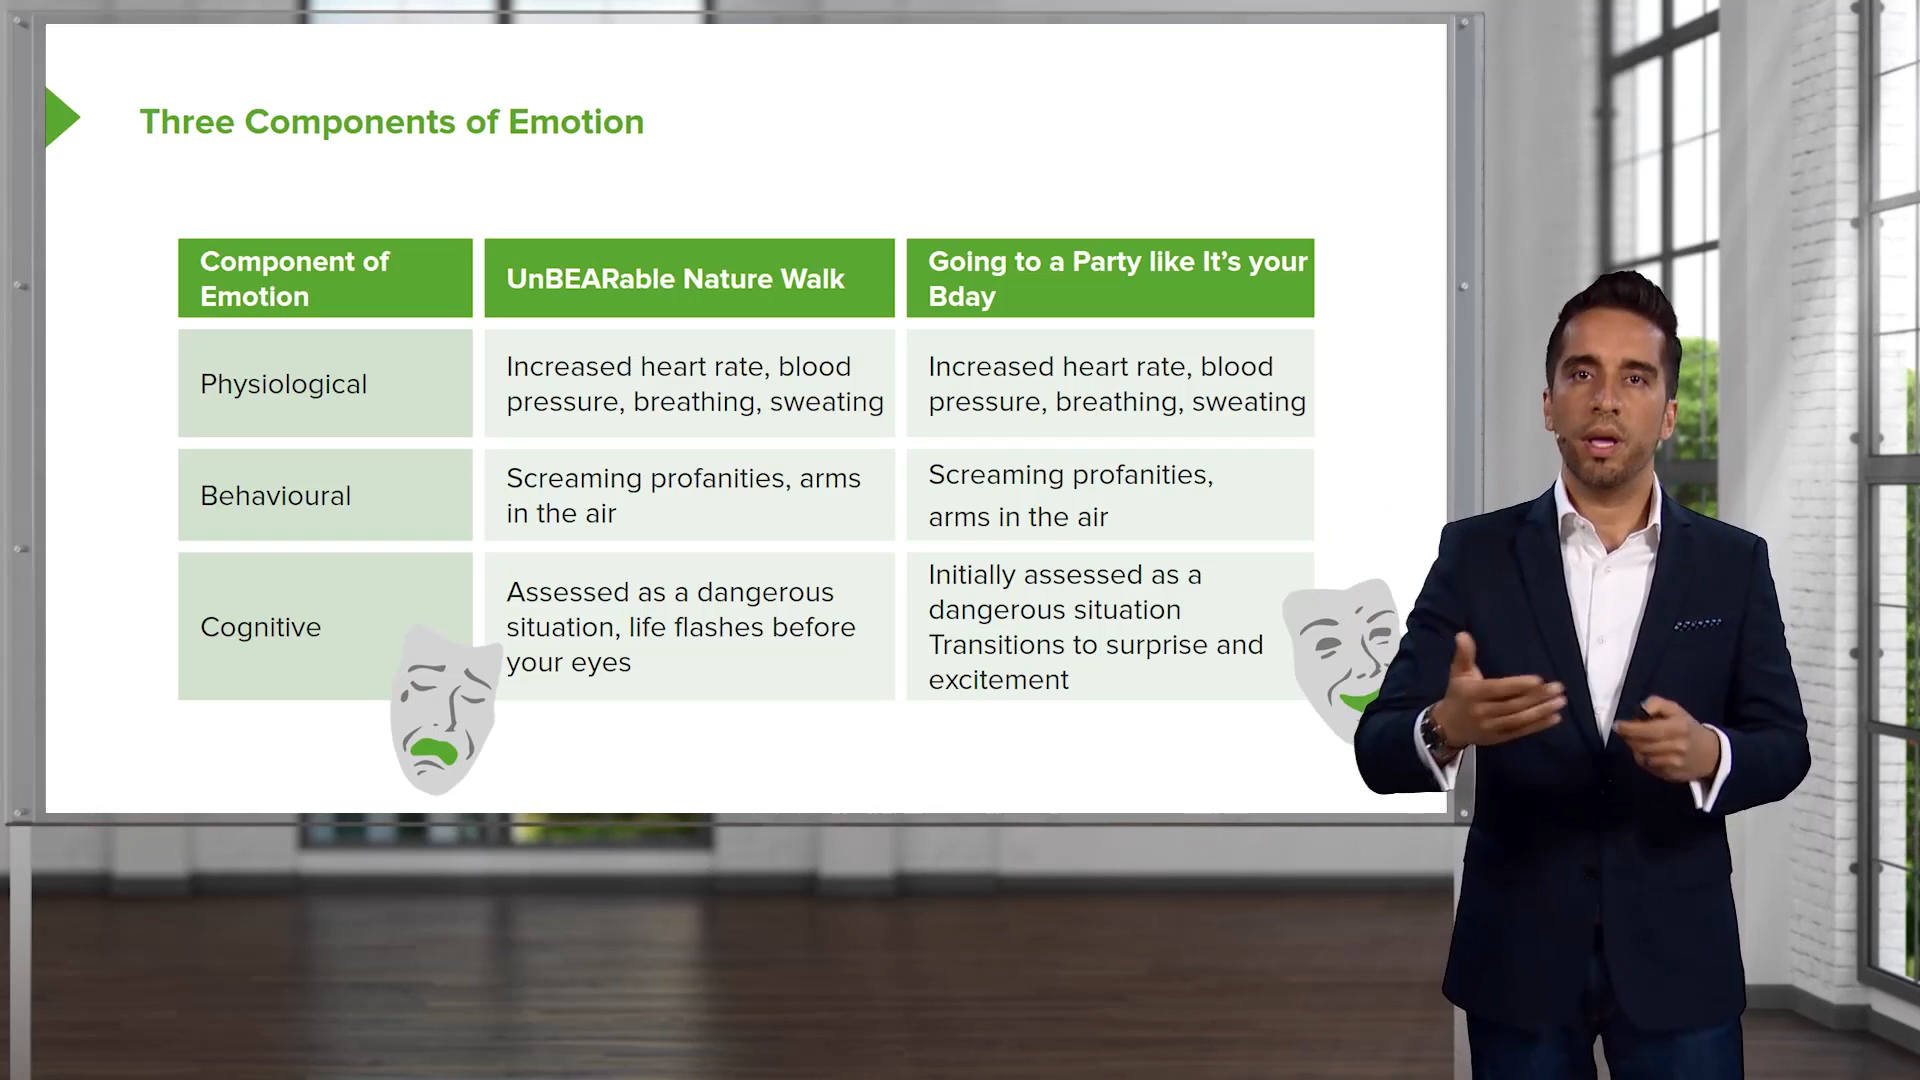 Three Components of Emotion
Component of
Emotion
UnBEARable Nature Walk
Going to a Party like It’s your
Bday
Physiological
Increased heart rate, blood
pressure, breathing, sweating
Increased heart rate, blood
pressure, breathing, sweating
Behavioural
Screaming profanities, arms
in the air
Screaming profanities,
arms in the air
Cognitive
Assessed as a dangerous
situation, life flashes before
your eyes
Initially assessed as a
dangerous situation
Transitions to surprise and
excitement